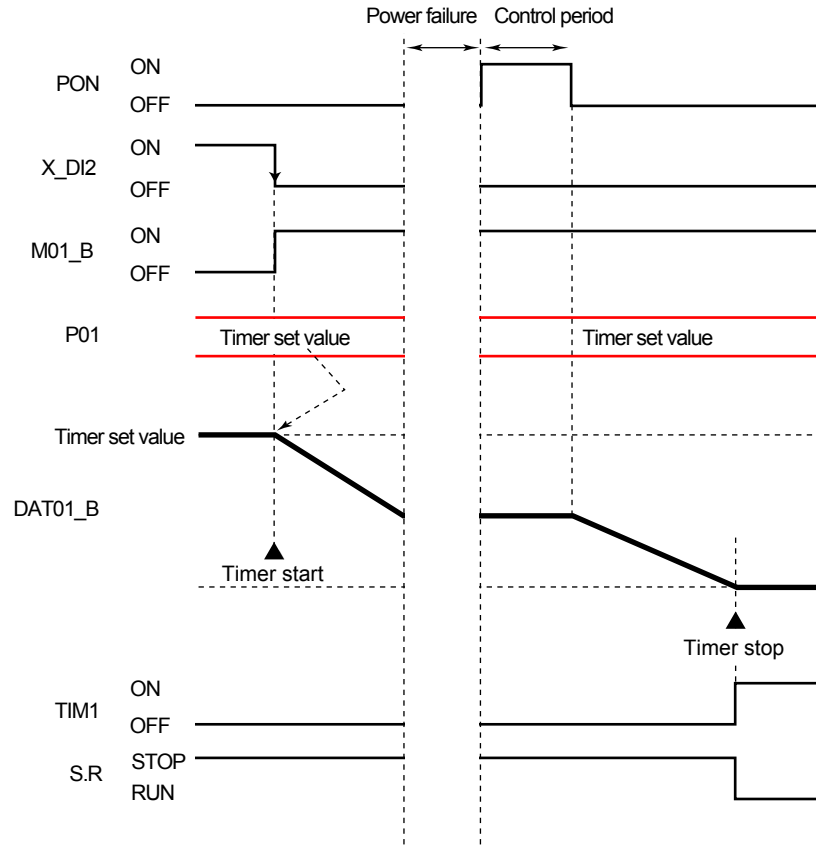 Power failure Control period
ON
PON
OFF
ON
X_DI2
OFF
ON
M01_B
OFF
P01
Timer set value
Timer set value
Timer set value
DAT01_B
Timer start
Timer stop
ON
TIM1
OFF
STOP
S.R
RUN